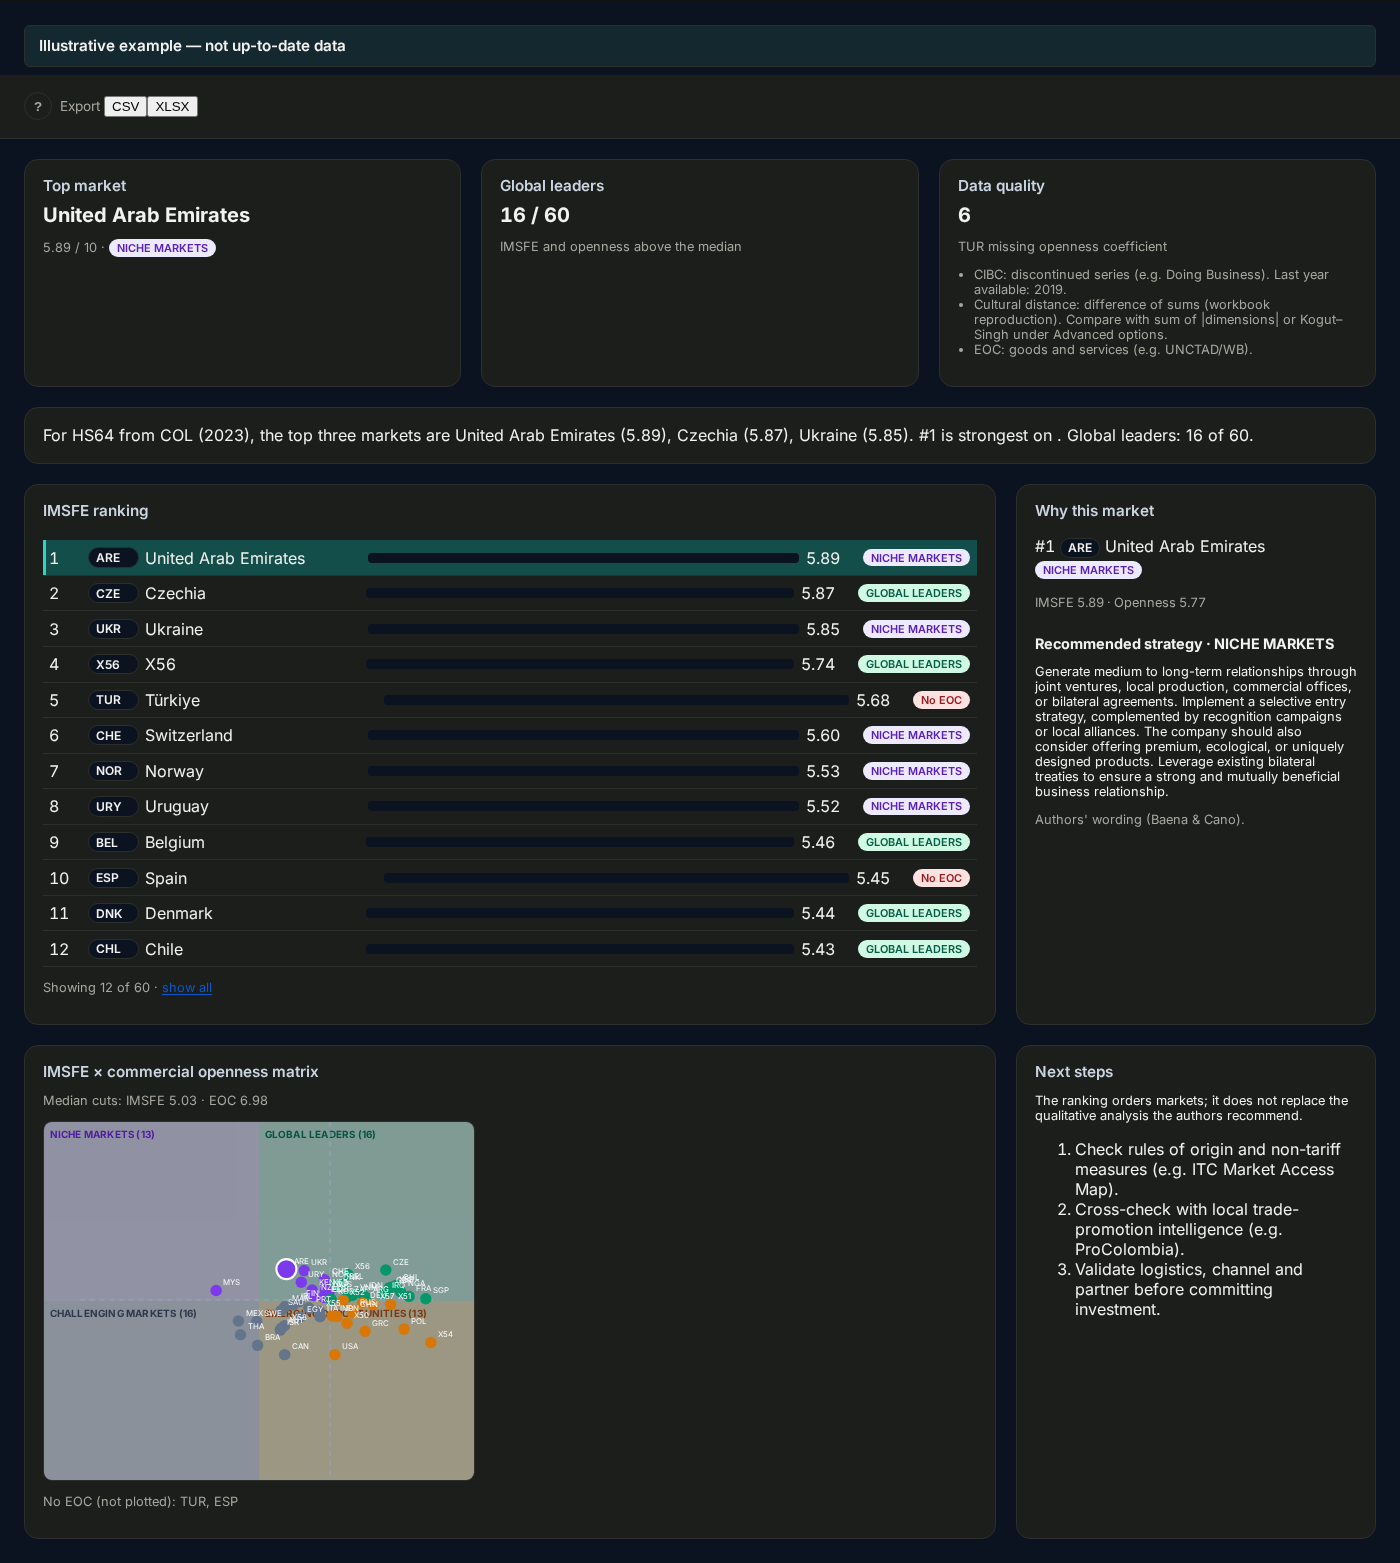 Illustrative example — not up-to-date data
? Export CSV XLSX
Top market
United Arab Emirates
5.89 / 10 · NICHE MARKETS
Global leaders
16 / 60
IMSFE and openness above the median
Data quality
6
TUR missing openness coefficient
• CIBC: discontinued series (e.g. Doing Business). Last year
available: 2019.
• Cultural distance: difference of sums (workbook
reproduction). Compare with sum of |dimensions| or Kogut–
Singh under Advanced options.
• EOC: goods and services (e.g. UNCTAD/WB).
For HS64 from COL (2023), the top three markets are United Arab Emirates (5.89), Czechia (5.87), Ukraine (5.85). #1 is strongest on . Global leaders: 16 of 60.
IMSFE ranking
1 ARE United Arab Emirates 5.89 NICHE MARKETS
2 CZE Czechia 5.87 GLOBAL LEADERS
3 UKR Ukraine 5.85 NICHE MARKETS
4 X56 X56 5.74 GLOBAL LEADERS
5 TUR Türkiye 5.68 No EOC
6 CHE Switzerland 5.60 NICHE MARKETS
7 NOR Norway 5.53 NICHE MARKETS
8 URY Uruguay 5.52 NICHE MARKETS
9 BEL Belgium 5.46 GLOBAL LEADERS
10 ESP Spain 5.45 No EOC
11 DNK Denmark 5.44 GLOBAL LEADERS
12 CHL Chile 5.43 GLOBAL LEADERS
Showing 12 of 60 · show all
Why this market
#1 ARE United Arab Emirates
NICHE MARKETS
IMSFE 5.89 · Openness 5.77
Recommended strategy · NICHE MARKETS
Generate medium to long-term relationships through
joint ventures, local production, commercial offices,
or bilateral agreements. Implement a selective entry
strategy, complemented by recognition campaigns
or local alliances. The company should also
consider offering premium, ecological, or uniquely
designed products. Leverage existing bilateral
treaties to ensure a strong and mutually beneficial
business relationship.
Authors' wording (Baena & Cano).
IMSFE × commercial openness matrix
Median cuts: IMSFE 5.03 · EOC 6.98
NICHE MARKETS (13)
GLOBAL LEADERS (16)
ARE UKR X56 CZE
CHE
URY
MYS
FRA SGP
X52 X57 X51
EGY
CHALLENGING MARKETS (16)
MEX SWE
THA
GRC POL
BRA
X54
CAN USA
No EOC (not plotted): TUR, ESP
Next steps
The ranking orders markets; it does not replace the
qualitative analysis the authors recommend.
1. Check rules of origin and non-tariff
measures (e.g. ITC Market Access
Map).
2. Cross-check with local trade-
promotion intelligence (e.g.
ProColombia).
3. Validate logistics, channel and
partner before committing
investment.